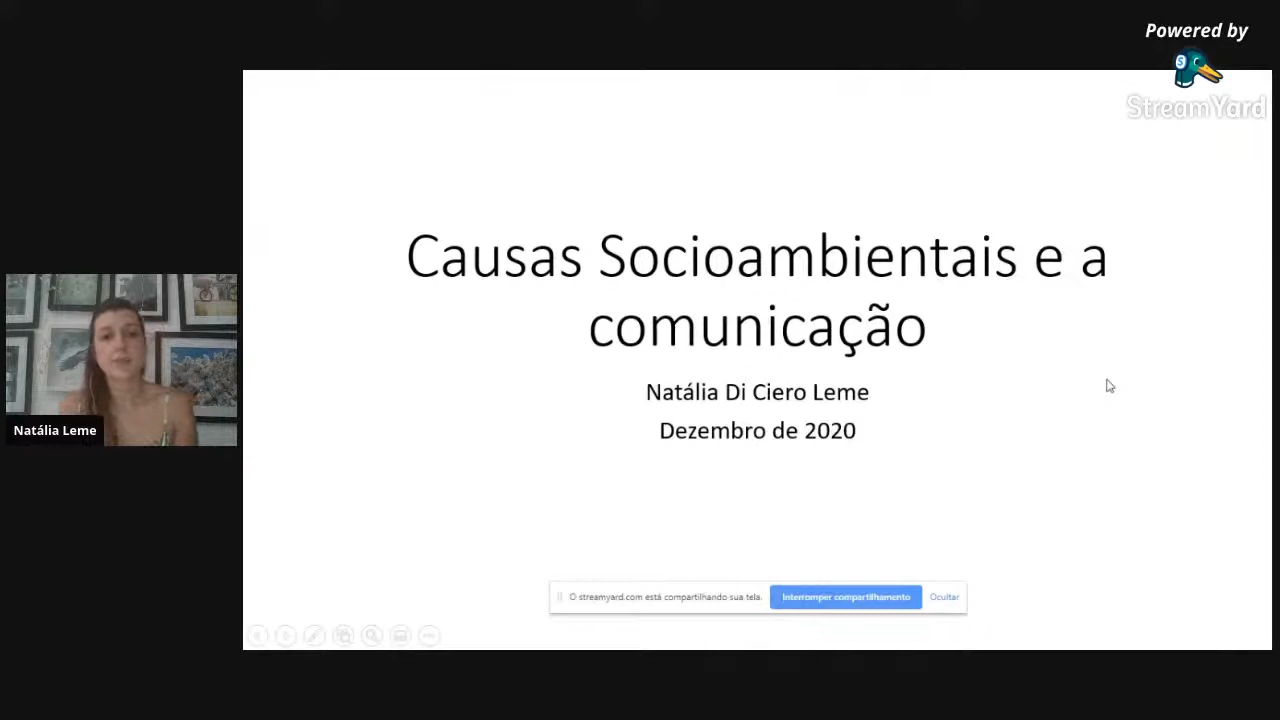 Powered by
StreamYard
Causas Socioambientais e a
comunicação
Natália Di Ciero Leme
Dezembro de 2020
Natália Leme
O streamyard.com está compartilhando sua tela.
Interromper compartilhamento
Ocultar